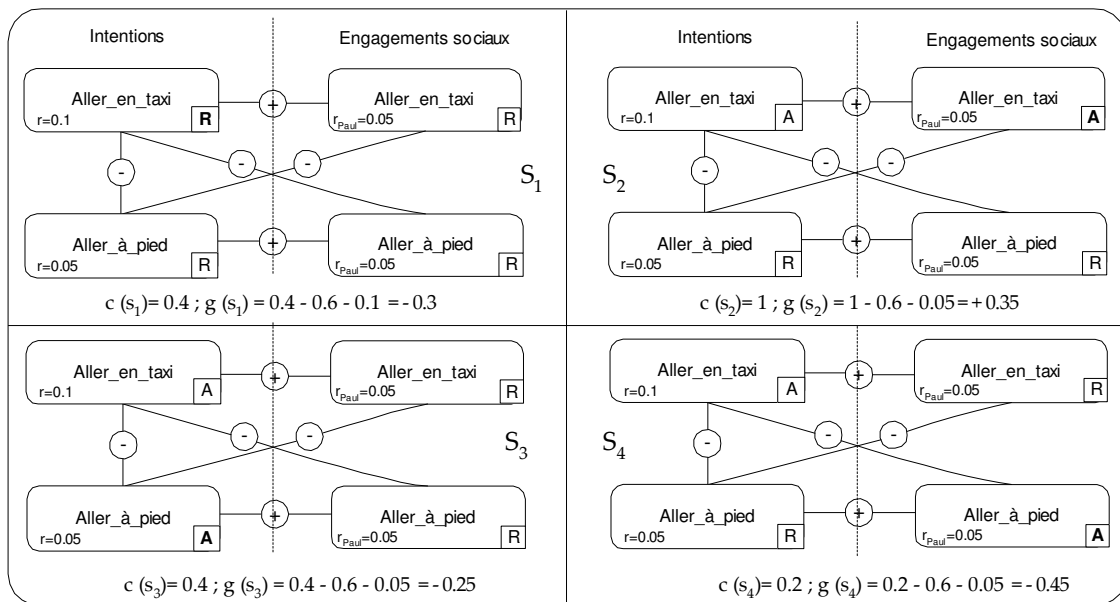 Intentions
Engagements sociaux
Aller_en_taxi
r=0.1
R
+
Aller_en_taxi
r_Paul=0.05
R
-
-
-
S₁
Aller_à_pied
r=0.05
R
+
Aller_à_pied
r_Paul=0.05
R
c (s₁)= 0.4 ; g (s₁) = 0.4 - 0.6 - 0.1 = - 0.3
Intentions
Engagements sociaux
Aller_en_taxi
r=0.1
A
+
Aller_en_taxi
r_Paul=0.05
A
-
-
-
S₂
Aller_à_pied
r=0.05
R
+
Aller_à_pied
r_Paul=0.05
R
c (s₂)= 1 ; g (s₂) = 1 - 0.6 - 0.05 = + 0.35
Aller_en_taxi
r=0.1
A
+
Aller_en_taxi
r_Paul=0.05
R
-
-
-
S₃
Aller_à_pied
r=0.05
A
+
Aller_à_pied
r_Paul=0.05
R
c (s₃)= 0.4 ; g (s₃) = 0.4 - 0.6 - 0.05 = - 0.25
Aller_en_taxi
r=0.1
A
+
Aller_en_taxi
r_Paul=0.05
R
-
-
-
S₄
Aller_à_pied
r=0.05
R
+
Aller_à_pied
r_Paul=0.05
A
c (s₄)= 0.2 ; g (s₄) = 0.2 - 0.6 - 0.05 = - 0.45